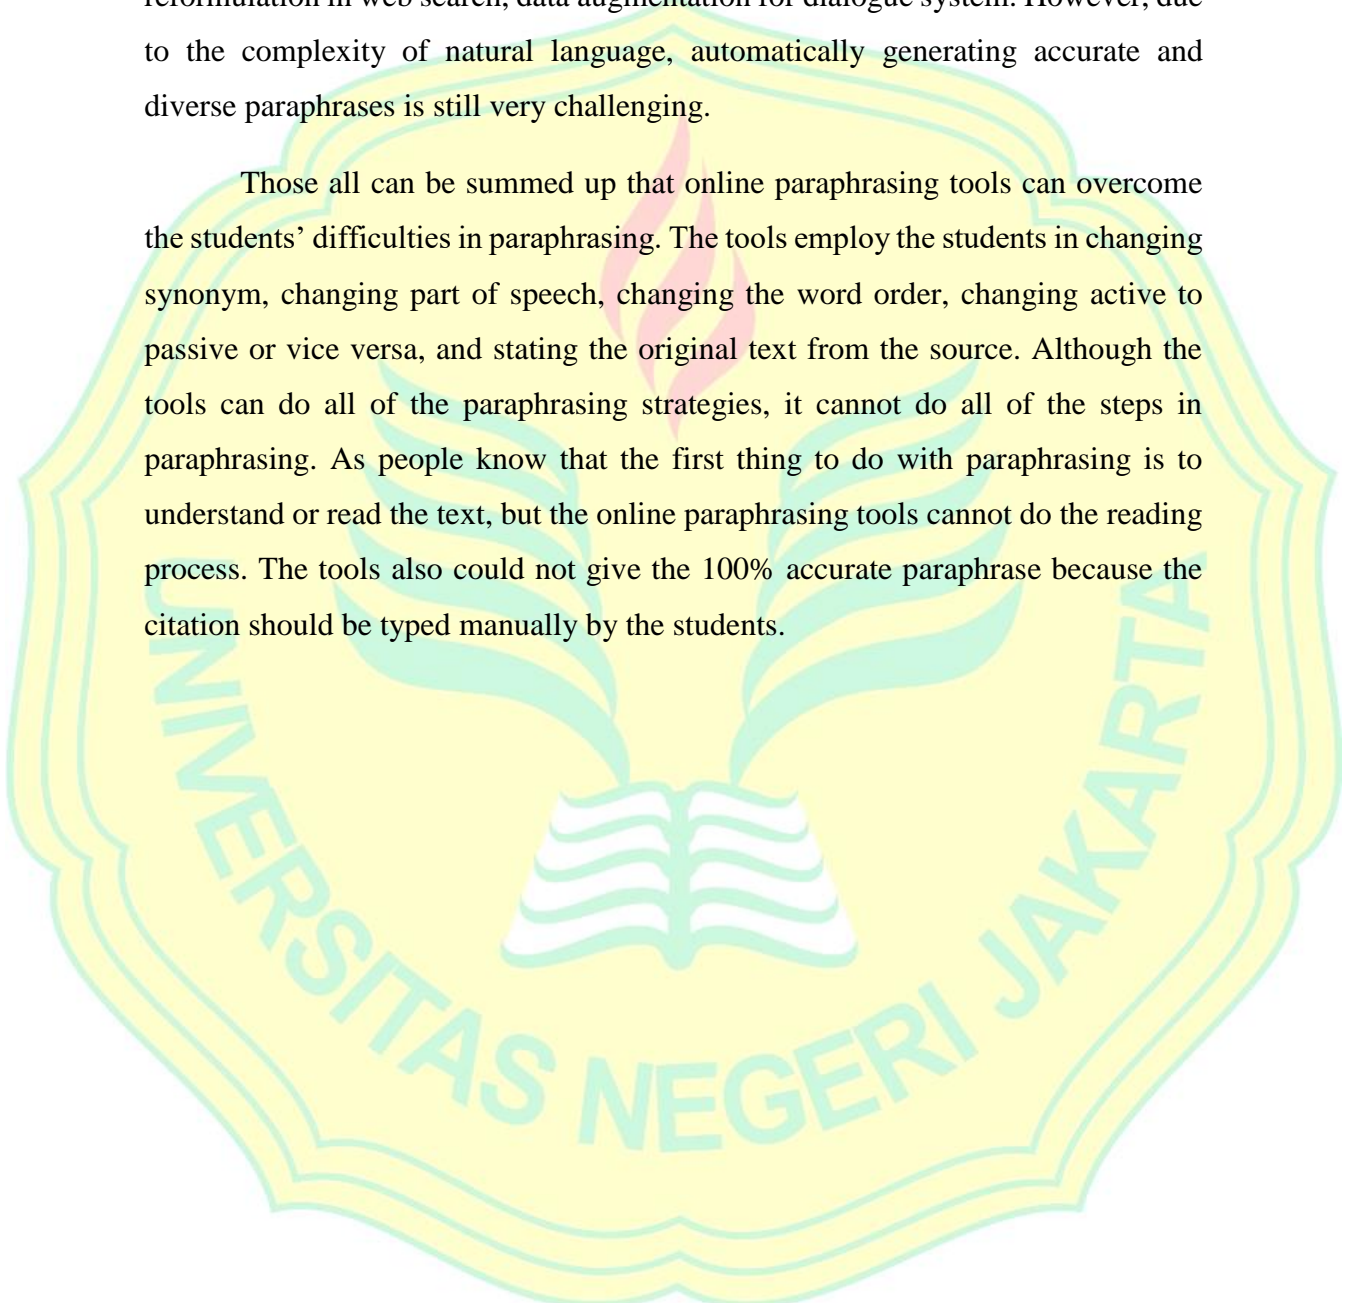 reformulation in web search, data augmentation for dialogue system. However, due
to the complexity of natural language, automatically generating accurate and
diverse paraphrases is still very challenging.
Those all can be summed up that online paraphrasing tools can overcome
the students’ difficulties in paraphrasing. The tools employ the students in changing
synonym, changing part of speech, changing the word order, changing active to
passive or vice versa, and stating the original text from the source. Although the
tools can do all of the paraphrasing strategies, it cannot do all of the steps in
paraphrasing. As people know that the first thing to do with paraphrasing is to
understand or read the text, but the online paraphrasing tools cannot do the reading
process. The tools also could not give the 100% accurate paraphrase because the
citation should be typed manually by the students.
UNIVERSITAS NEGERI JAKARTA